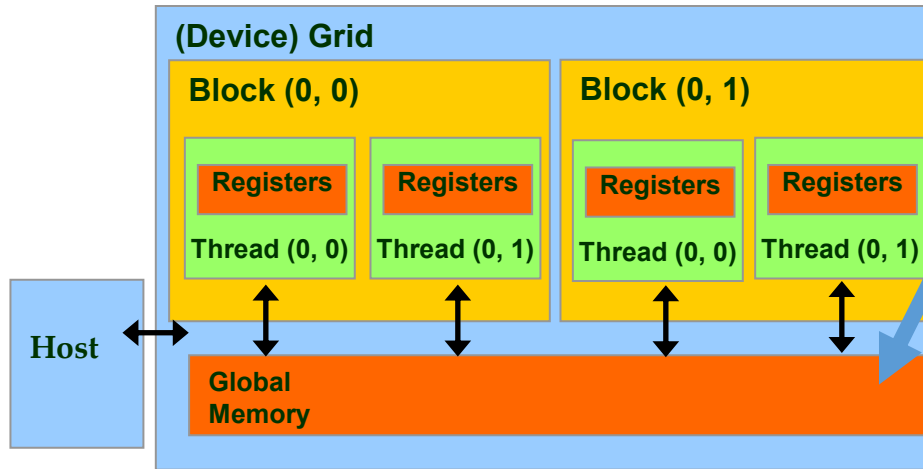 (Device) Grid
Block (0, 0)
Block (0, 1)
Registers
Registers
Registers
Registers
Thread (0, 0)
Thread (0, 1)
Thread (0, 0)
Thread (0, 1)
Host
Global
Memory